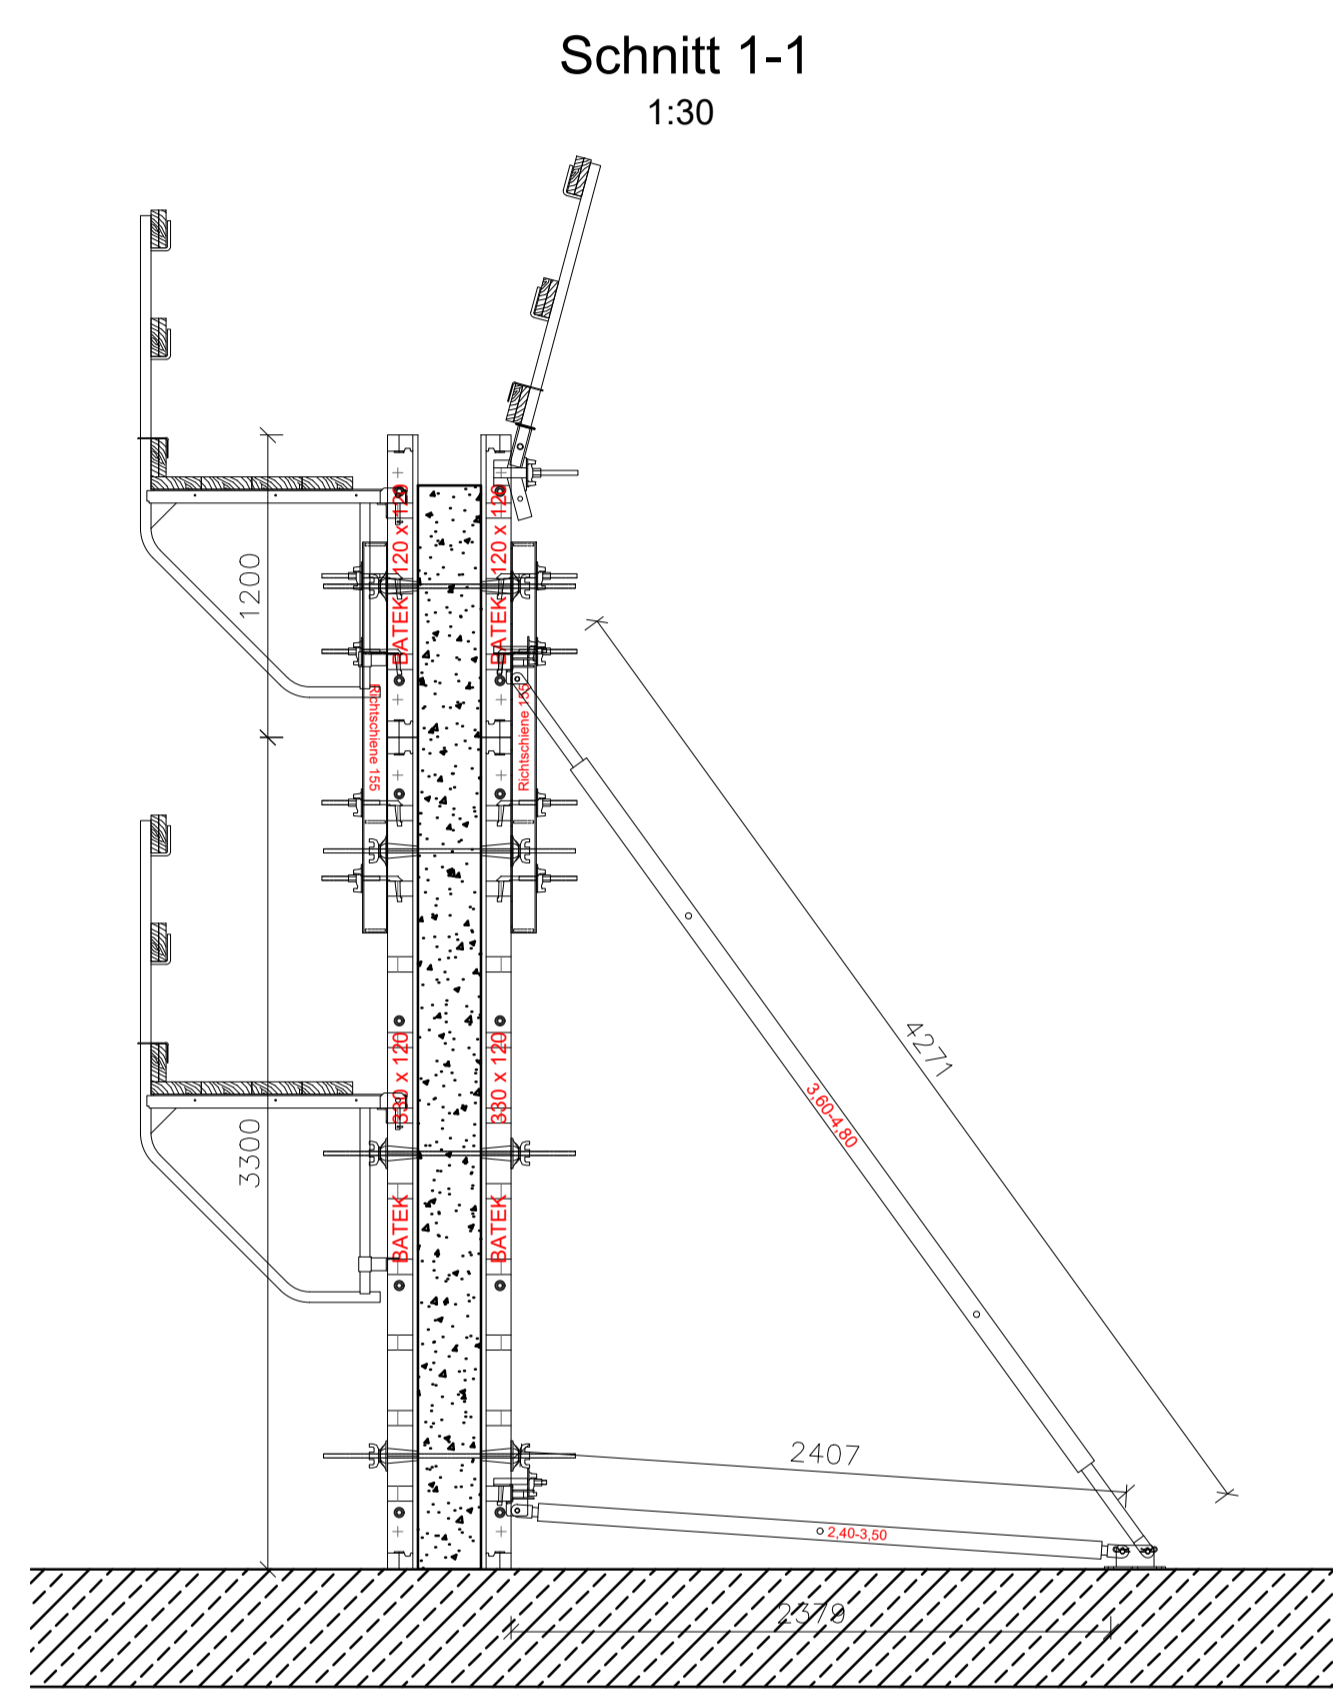 Schnitt 1-1
1:30
1200
BATEK 120 x 120
BATEK 120 x 120
Richtschiene 155
Richtschiene 155
4271
3,60-4,80
3300
BATEK 330 x 120
BATEK 330 x 120
2407
2,40-3,50
2379